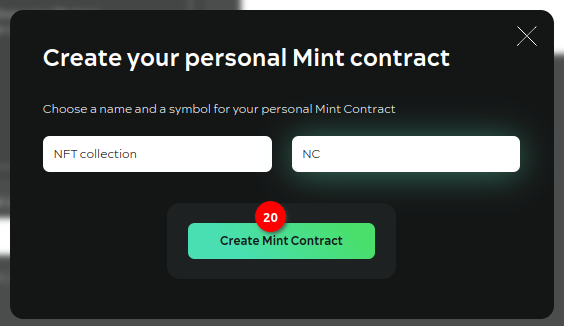 Create your personal Mint contract
Choose a name and a symbol for your personal Mint Contract
NFT collection
NC
20
Create Mint Contract